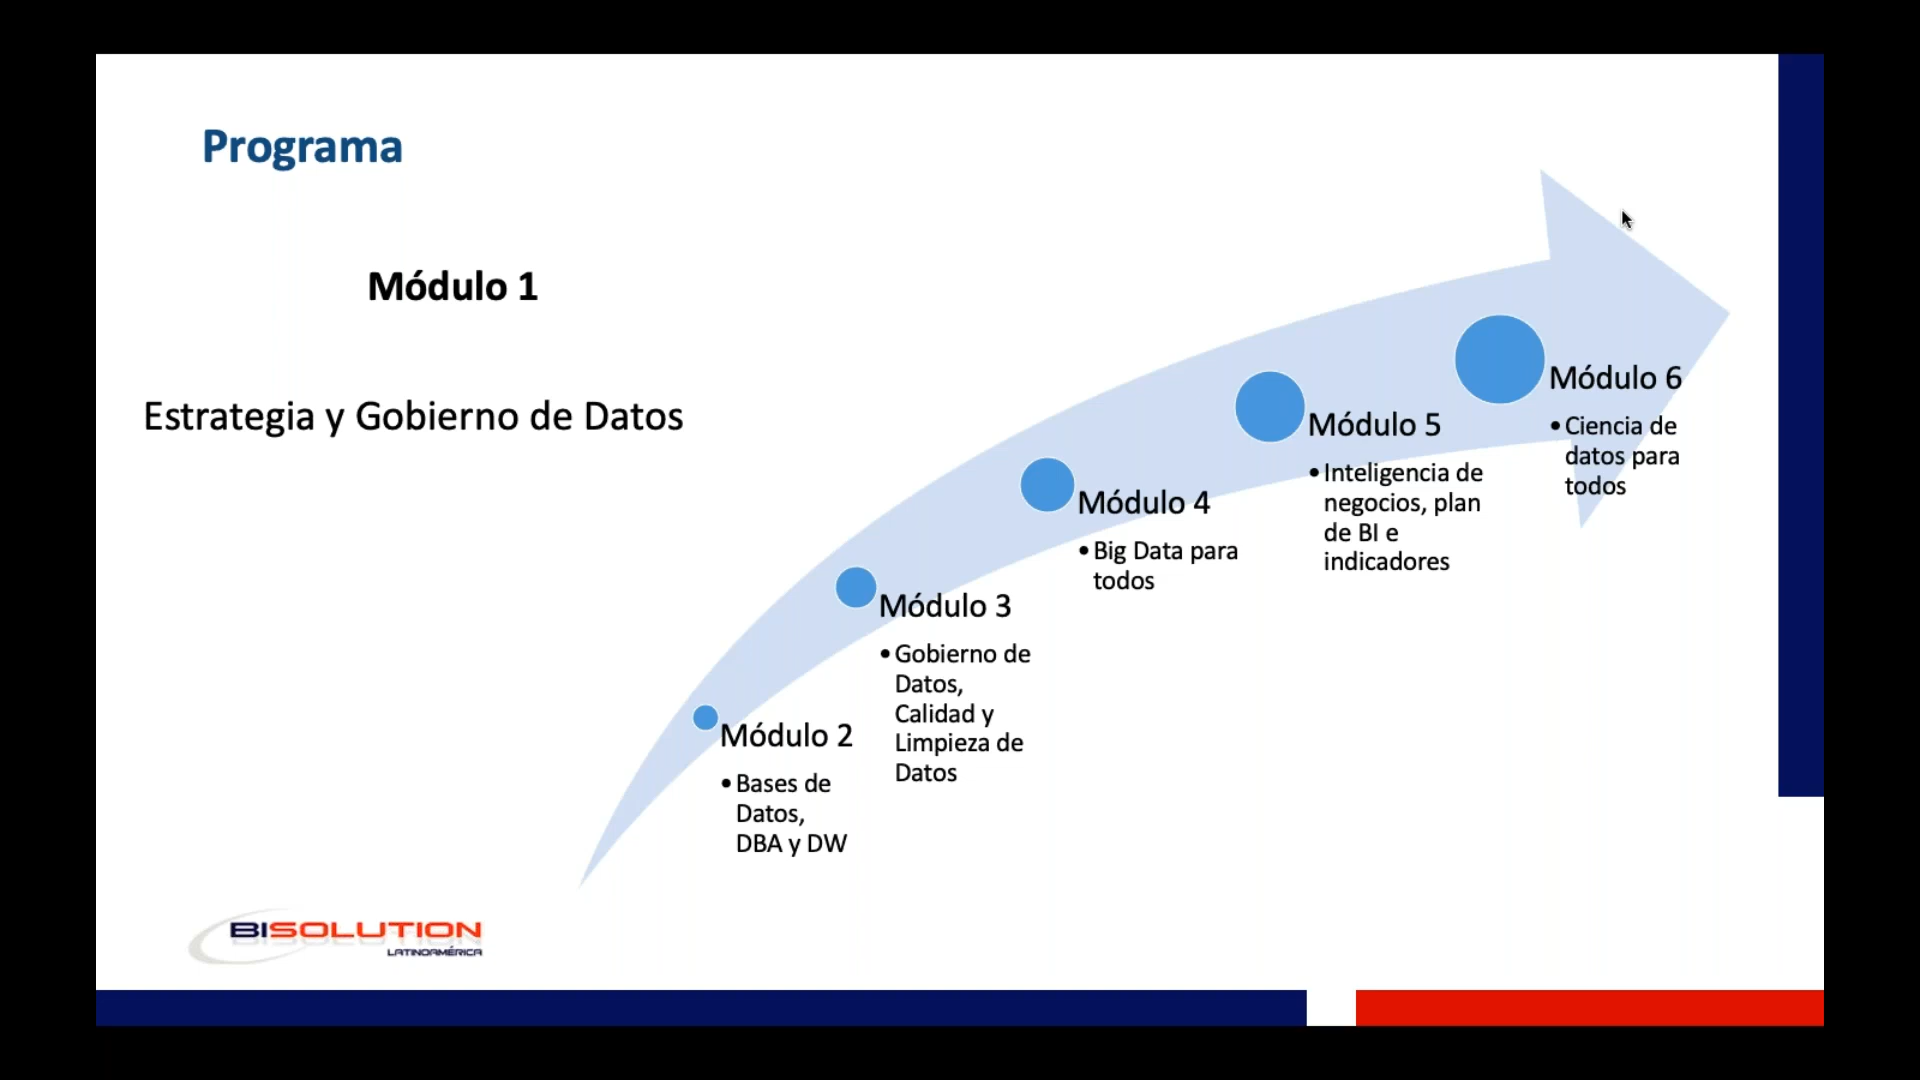 Programa
Módulo 1
Estrategia y Gobierno de Datos
Módulo 2
•Bases de
Datos,
DBA y DW
Módulo 3
•Gobierno de
Datos,
Calidad y
Limpieza de
Datos
Módulo 4
•Big Data para
todos
Módulo 5
•Inteligencia de
negocios, plan
de BI e
indicadores
Módulo 6
•Ciencia de
datos para
todos
BISOLUTION
LATINOAMÉRICA